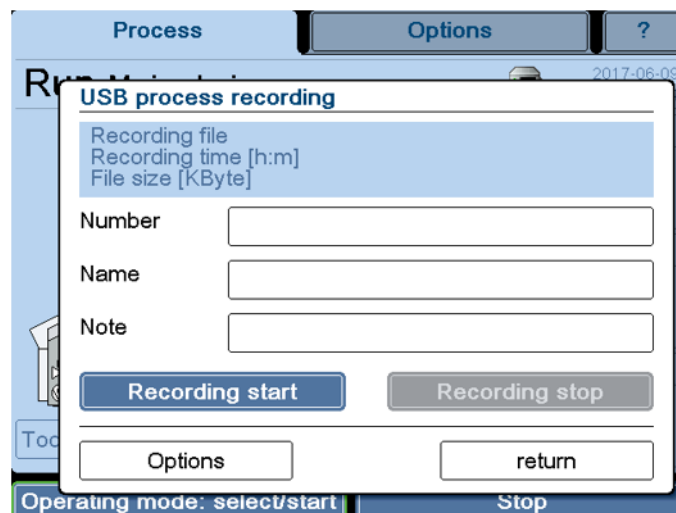 Process
Options
?
2017-06-09
USB process recording
Recording file
Recording time [h:m]
File size [KByte]
Number
Name
Note
Recording start
Recording stop
Options
return
Operating mode: select/start
Stop